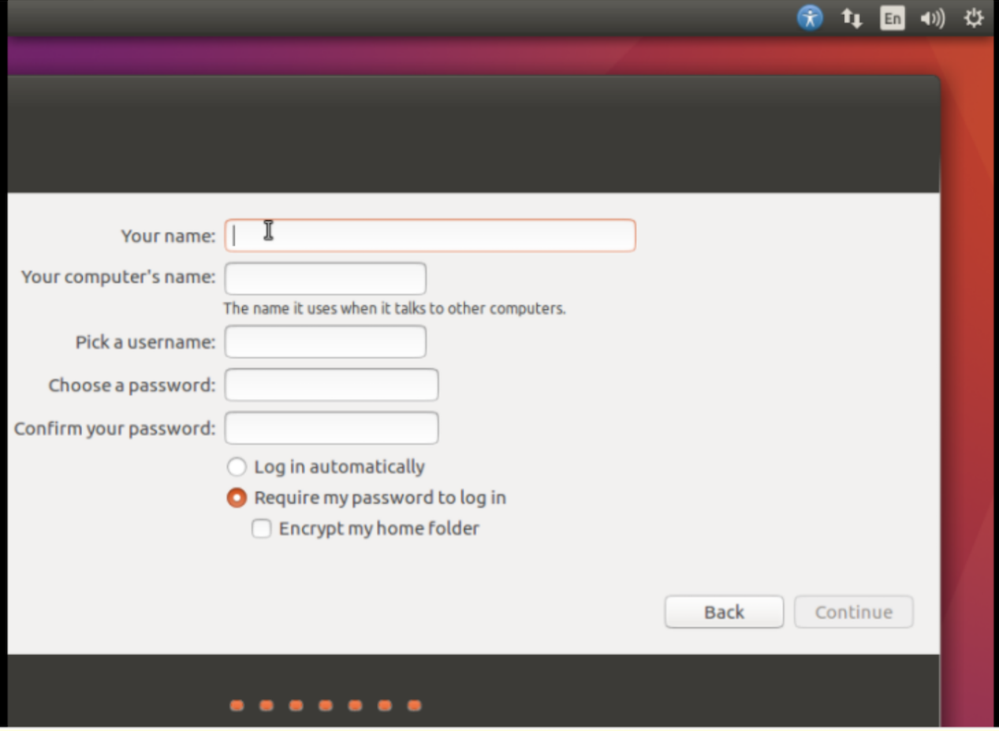 En
Your name:
Your computer's name:
The name it uses when it talks to other computers.
Pick a username:
Choose a password:
Confirm your password:
Log in automatically
Require my password to log in
Encrypt my home folder
Back Continue